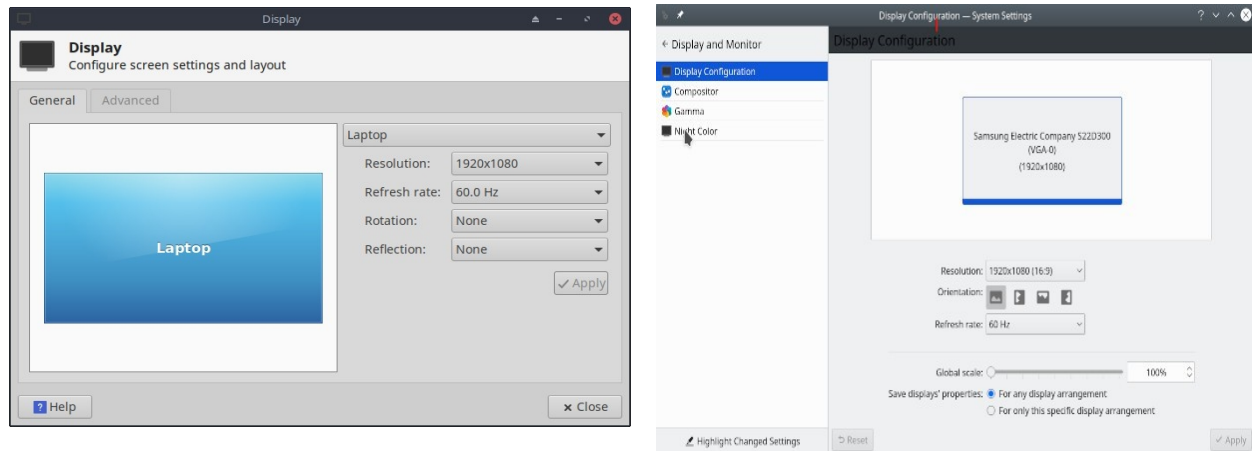 Display
Display
Configure screen settings and layout
General
Advanced
Laptop
Laptop
Resolution: 1920x1080
Refresh rate: 60.0 Hz
Rotation: None
Reflection: None
Apply
Help
Close
Display Configuration — System Settings
Display and Monitor
Display Configuration
Compositor
Gamma
Night Color
Highlight Changed Settings
Display Configuration
Samsung Electric Company S22D300
(VGA-0)
(1920x1080)
Resolution: 1920x1080 (16:9)
Orientation:
Refresh rate: 60 Hz
Global scale: 100%
Save displays' properties: For any display arrangement
For only this specific display arrangement
Reset
Apply